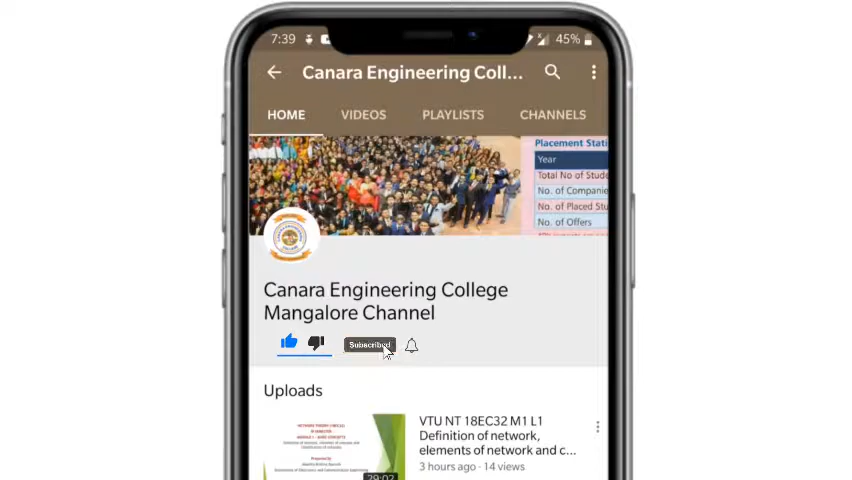 7:39
45%
Canara Engineering Coll...
HOME VIDEOS PLAYLISTS CHANNELS
Placement Stati
Year
Total No of Stude
No. of Companie
No. of Placed Stu
No. of Offers
Canara Engineering College
Mangalore Channel
Subscribed
Uploads
VTU NT 18EC32 M1 L1
Definition of network,
elements of network and c...
3 hours ago · 14 views
29:02